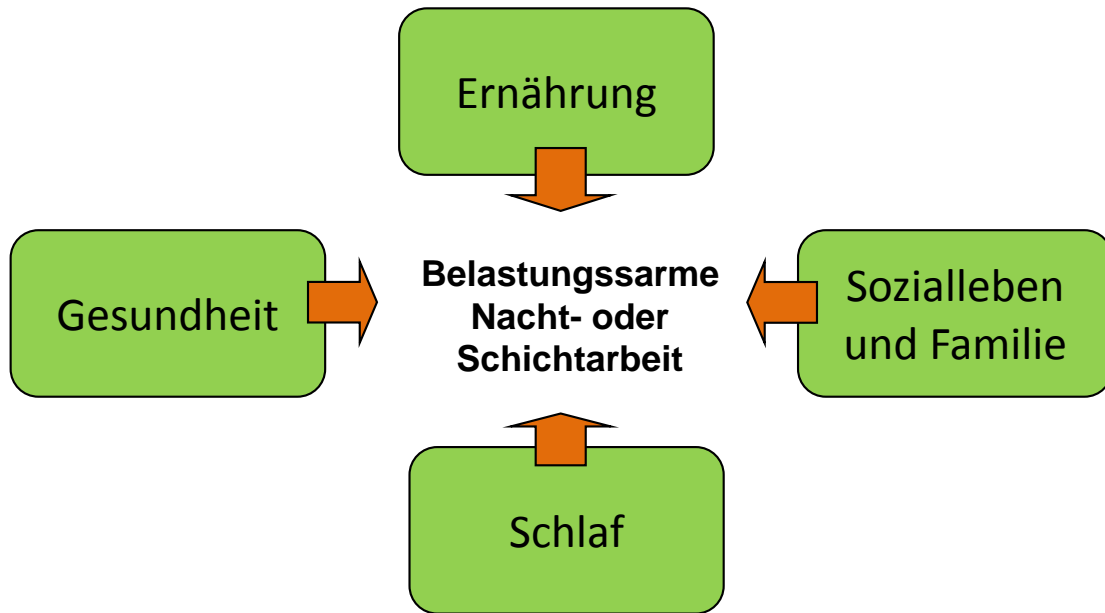 Ernährung
Gesundheit
Belastungssarme
Nacht- oder
Schichtarbeit
Sozialleben
und Familie
Schlaf